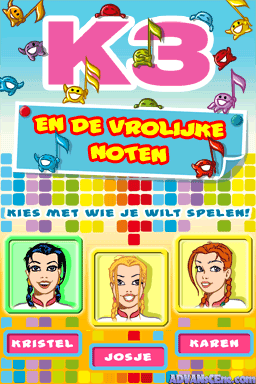 K3
EN DE VROLIJKE
NOTEN
KIES MET WIE JE WILT SPELEN!
KRISTEL
JOSJE
KAREN
ADVANSCENE.COM